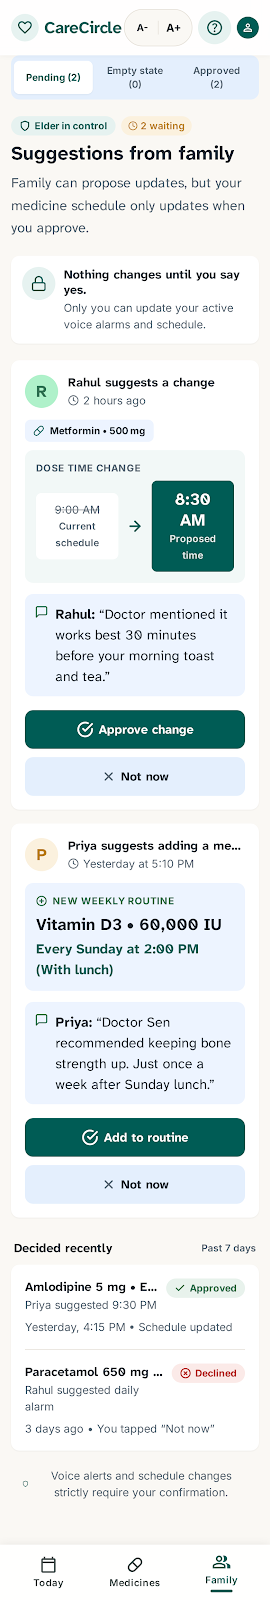 CareCircle A- A+
Pending (2)
Empty state
(0)
Approved
(2)
Elder in control
2 waiting
Suggestions from family
Family can propose updates, but your
medicine schedule only updates when
you approve.
Nothing changes until you say
yes.
Only you can update your active
voice alarms and schedule.
R
Rahul suggests a change
2 hours ago
Metformin • 500 mg
DOSE TIME CHANGE
9:00 AM
Current
schedule
8:30
AM
Proposed
time
Rahul: “Doctor mentioned it
works best 30 minutes
before your morning toast
and tea.”
Approve change
Not now
P
Priya suggests adding a me...
Yesterday at 5:10 PM
NEW WEEKLY ROUTINE
Vitamin D3 • 60,000 IU
Every Sunday at 2:00 PM
(With lunch)
Priya: “Doctor Sen
recommended keeping bone
strength up. Just once a
week after Sunday lunch.”
Add to routine
Not now
Decided recently
Past 7 days
Amlodipine 5 mg • E...
Approved
Priya suggested 9:30 PM
Yesterday, 4:15 PM • Schedule updated
Paracetamol 650 mg ...
Declined
Rahul suggested daily
alarm
3 days ago • You tapped “Not now”
Voice alerts and schedule changes
strictly require your confirmation.
Today
Medicines
Family